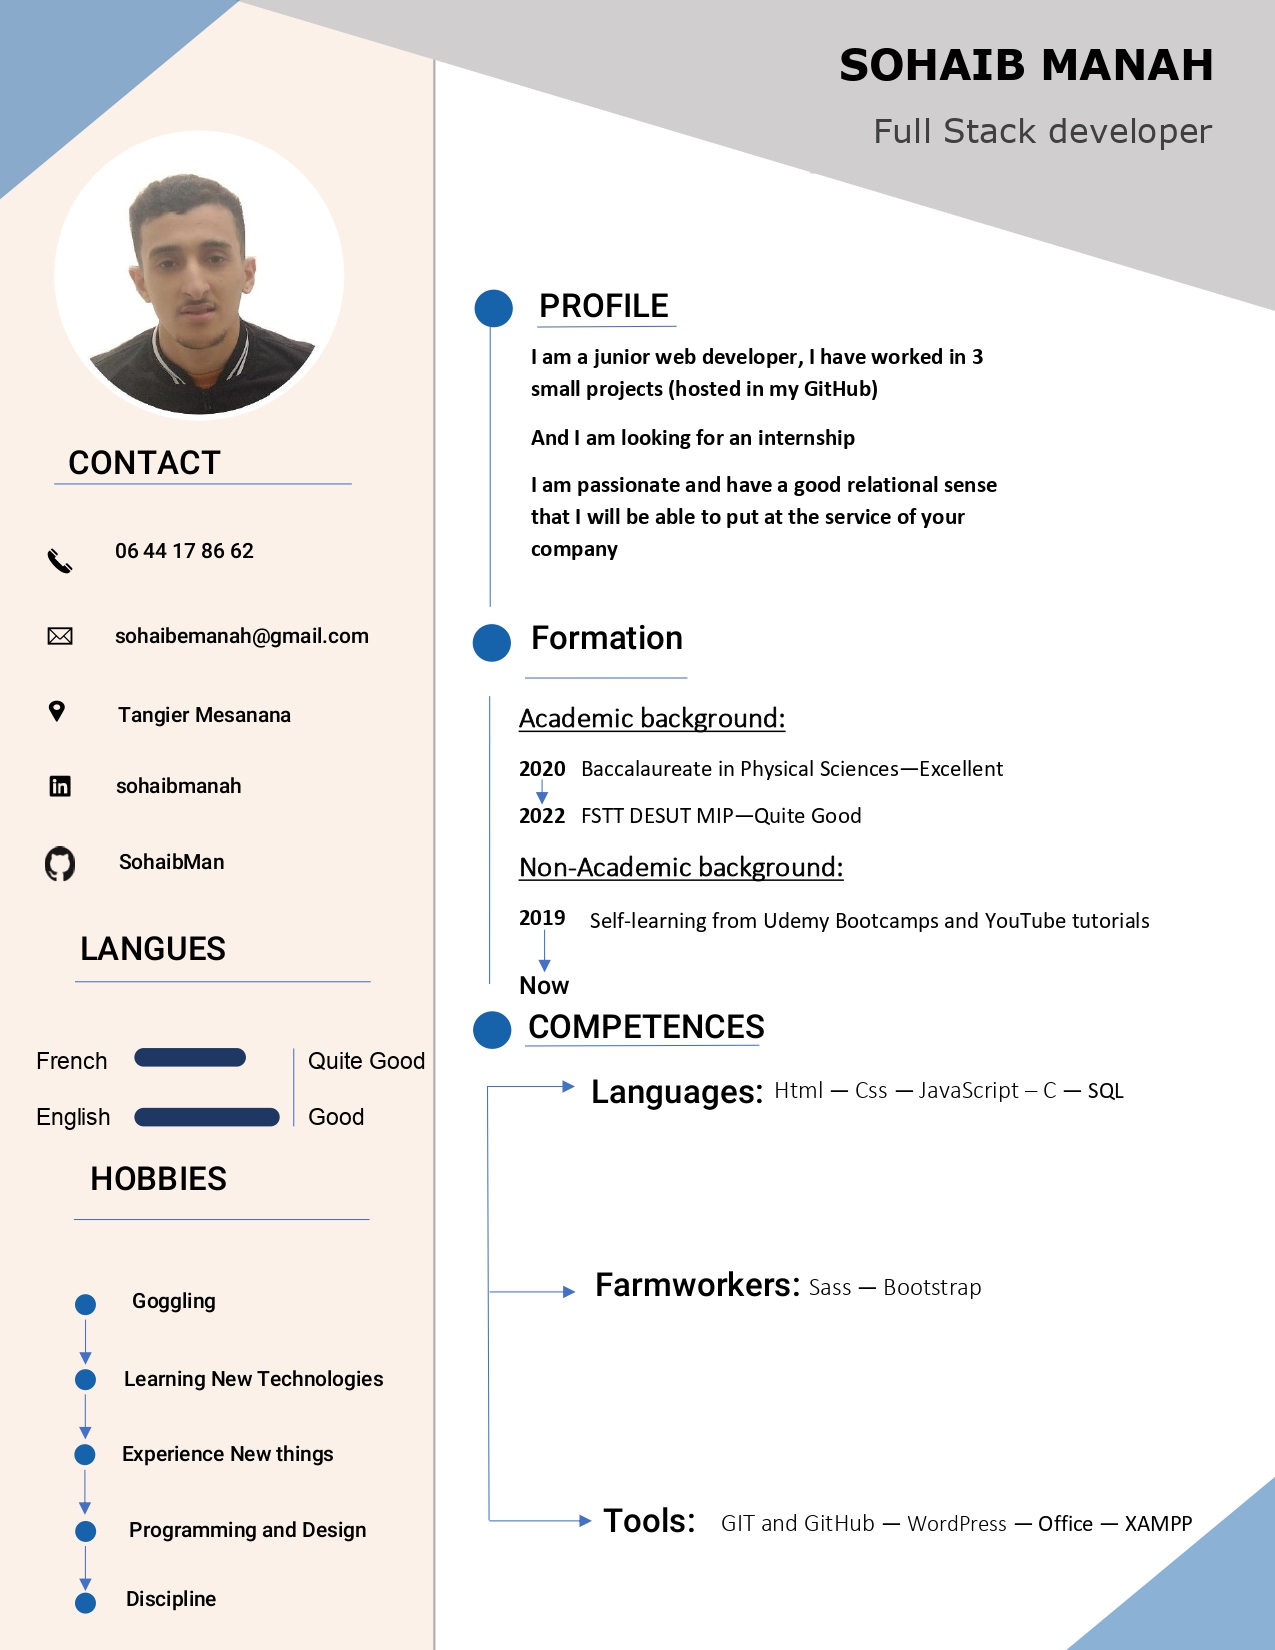 SOHAIB MANAH
Full Stack developer
CONTACT
06 44 17 86 62
sohaibemanah@gmail.com
Tangier Mesanana
in
sohaibmanah
SohaibMan
LANGUES
French Quite Good
English Good
HOBBIES
Goggling
Learning New Technologies
Experience New things
Programming and Design
Discipline
PROFILE
I am a junior web developer, I have worked in 3
small projects (hosted in my GitHub)
And I am looking for an internship
I am passionate and have a good relational sense
that I will be able to put at the service of your
company
Formation
Academic background:
2020 Baccalaureate in Physical Sciences—Excellent
2022 FSTT DESUT MIP—Quite Good
Non-Academic background:
2019 Self-learning from Udemy Bootcamps and YouTube tutorials
Now
COMPETENCES
Languages: Html — Css — JavaScript – C — SQL
Farmworkers: Sass — Bootstrap
Tools: GIT and GitHub — WordPress — Office — XAMPP